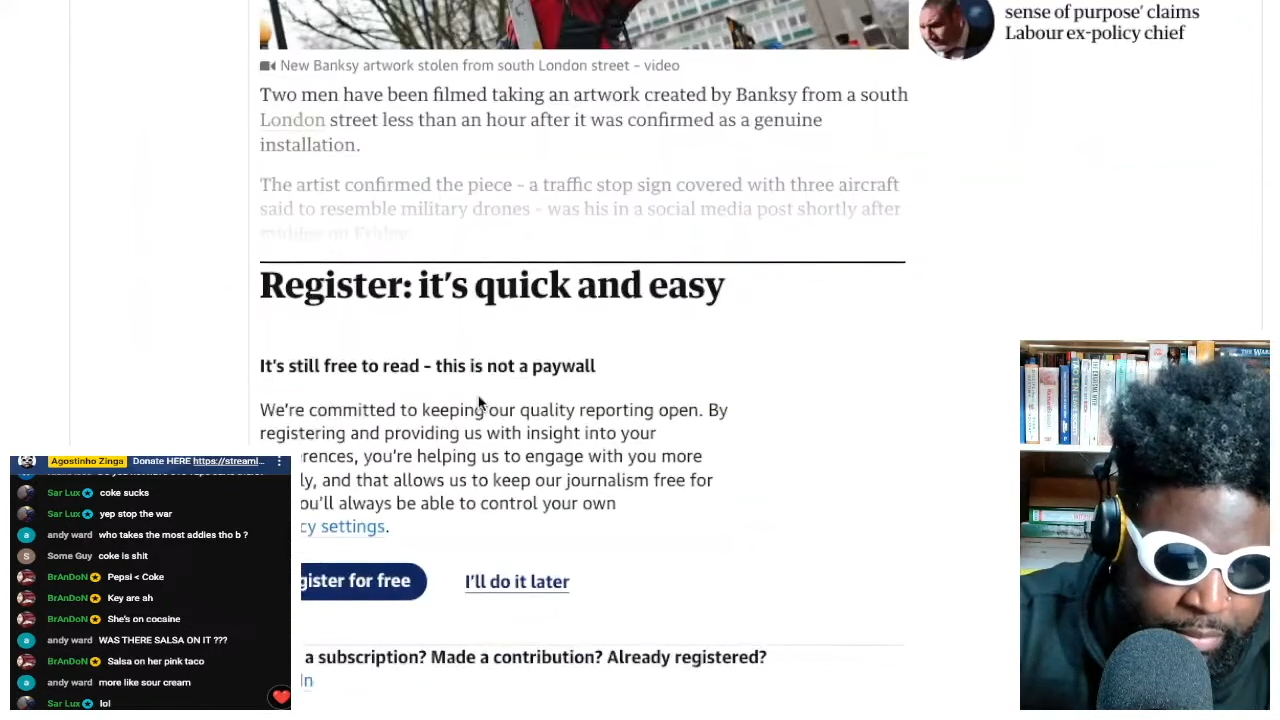 sense of purpose' claims
Labour ex-policy chief
New Banksy artwork stolen from south London street – video
Two men have been filmed taking an artwork created by Banksy from a south
London street less than an hour after it was confirmed as a genuine
installation.
The artist confirmed the piece – a traffic stop sign covered with three aircraft
said to resemble military drones – was his in a social media post shortly after
midday on Friday.
Register: it's quick and easy
It's still free to read – this is not a paywall
We're committed to keeping our quality reporting open. By
registering and providing us with insight into your
erences, you're helping us to engage with you more
ly, and that allows us to keep our journalism free for
ou'll always be able to control your own
cy settings.
gister for free
I'll do it later
a subscription? Made a contribution? Already registered?
In
Agostinho Zinga Donate HERE https://streaml...
Sar Lux coke sucks
Sar Lux yep stop the war
andy ward who takes the most addies tho b ?
Some Guy coke is shit
BrAnDoN Pepsi < Coke
BrAnDoN Key are ah
BrAnDoN She's on cocaine
andy ward WAS THERE SALSA ON IT ???
BrAnDoN Salsa on her pink taco
andy ward more like sour cream
Sar Lux lol